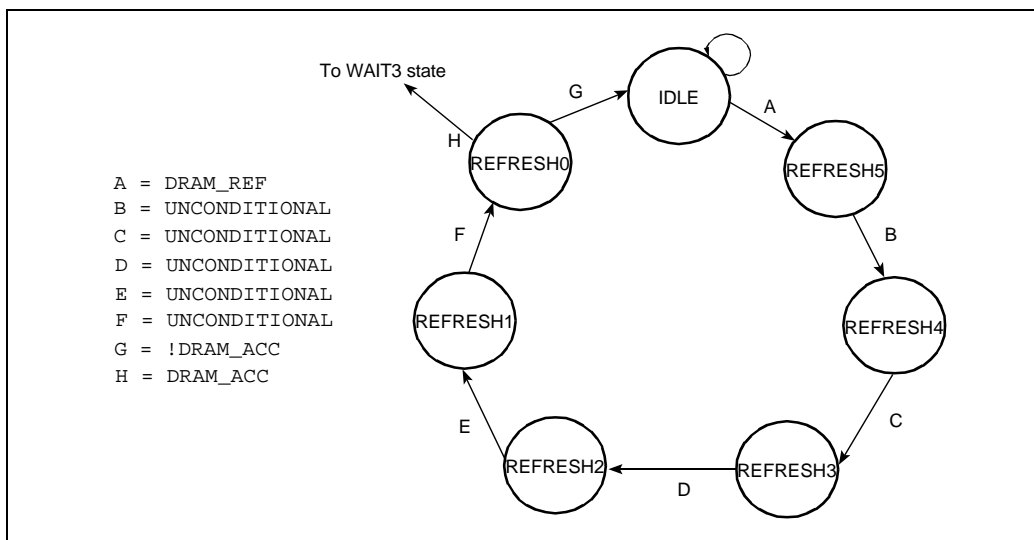 To WAIT3 state
G
IDLE
A
H
REFRESH0
REFRESH5
A = DRAM_REF
B = UNCONDITIONAL
C = UNCONDITIONAL
D = UNCONDITIONAL
E = UNCONDITIONAL
F = UNCONDITIONAL
G = !DRAM_ACC
H = DRAM_ACC
F
B
REFRESH1
REFRESH4
E
C
REFRESH2
D
REFRESH3